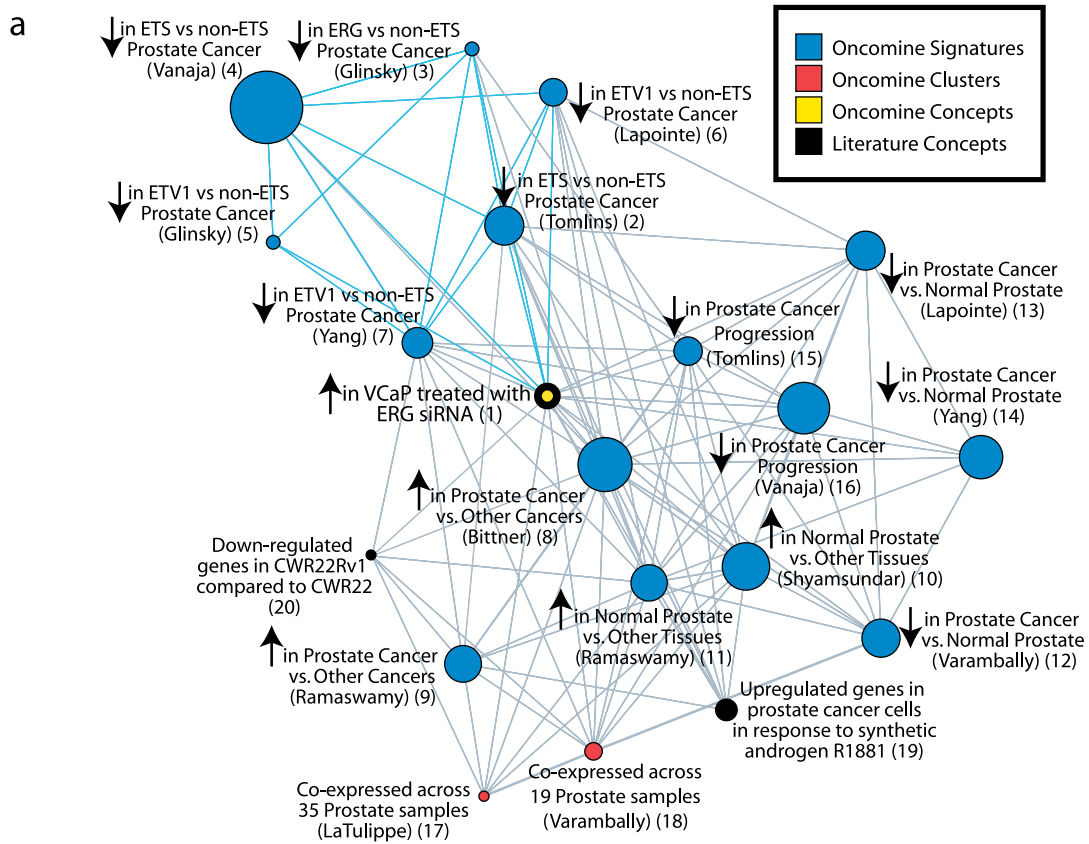 a
in ETS vs non-ETS
Prostate Cancer
(Vanaja) (4)
in ERG vs non-ETS
Prostate Cancer
(Glinsky) (3)
in ETV1 vs non-ETS
Prostate Cancer
(Lapointe) (6)
Oncomine Signatures
Oncomine Clusters
Oncomine Concepts
Literature Concepts
in ETV1 vs non-ETS
Prostate Cancer
(Glinsky) (5)
in ETS vs non-ETS
Prostate Cancer
(Tomlins) (2)
in Prostate Cancer
vs. Normal Prostate
(Lapointe) (13)
in ETV1 vs non-ETS
Prostate Cancer
(Yang) (7)
in Prostate Cancer
Progression
(Tomlins) (15)
in Prostate Cancer
vs. Normal Prostate
(Yang) (14)
in VCaP treated with
ERG siRNA (1)
in Prostate Cancer
Progression
(Vanaja) (16)
in Prostate Cancer
vs. Other Cancers
(Bittner) (8)
in Normal Prostate
vs. Other Tissues
(Shyamsundar) (10)
Down-regulated
genes in CWR22Rv1
compared to CWR22
(20)
in Normal Prostate
vs. Other Tissues
(Ramaswamy) (11)
in Prostate Cancer
vs. Normal Prostate
(Varambally) (12)
in Prostate Cancer
vs. Other Cancers
(Ramaswamy) (9)
Upregulated genes in
prostate cancer cells
in response to synthetic
androgen R1881 (19)
Co-expressed across
35 Prostate samples
(LaTulippe) (17)
Co-expressed across
19 Prostate samples
(Varambally) (18)